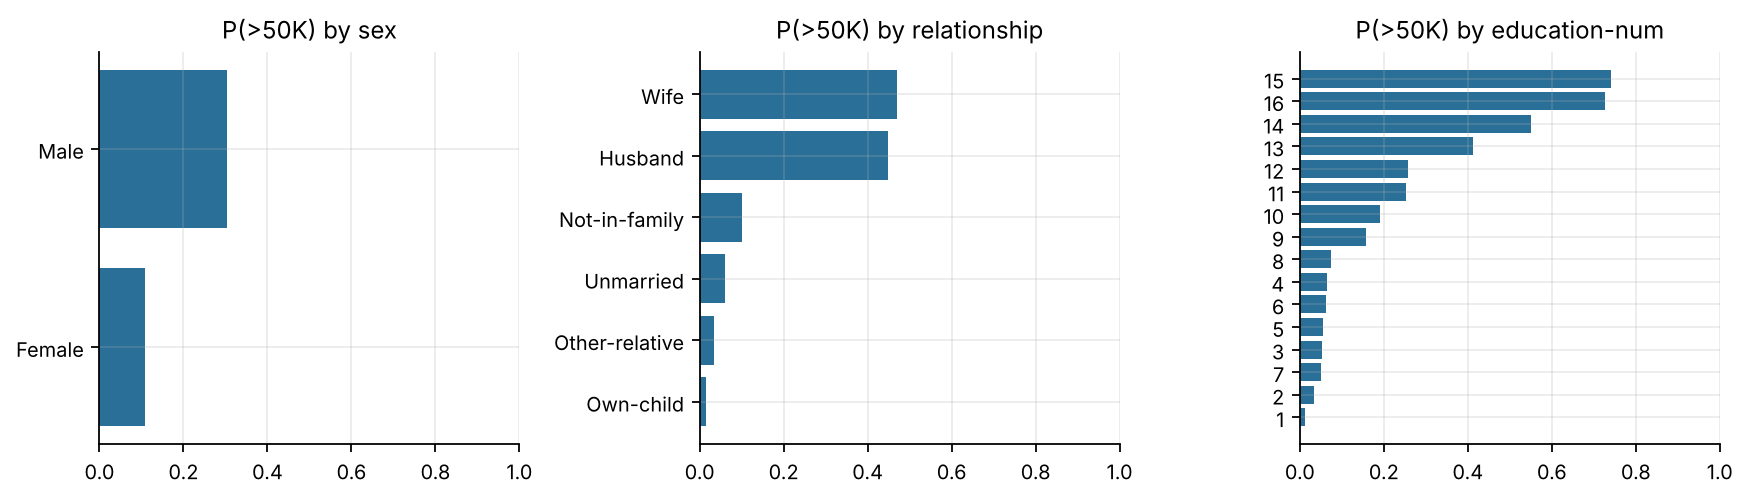 P(>50K) by sex
Male
Female
0.0 0.2 0.4 0.6 0.8 1.0
P(>50K) by relationship
Wife
Husband
Not-in-family
Unmarried
Other-relative
Own-child
0.0 0.2 0.4 0.6 0.8 1.0
P(>50K) by education-num
15
16
14
13
12
11
10
9
8
4
6
5
3
7
2
1
0.0 0.2 0.4 0.6 0.8 1.0